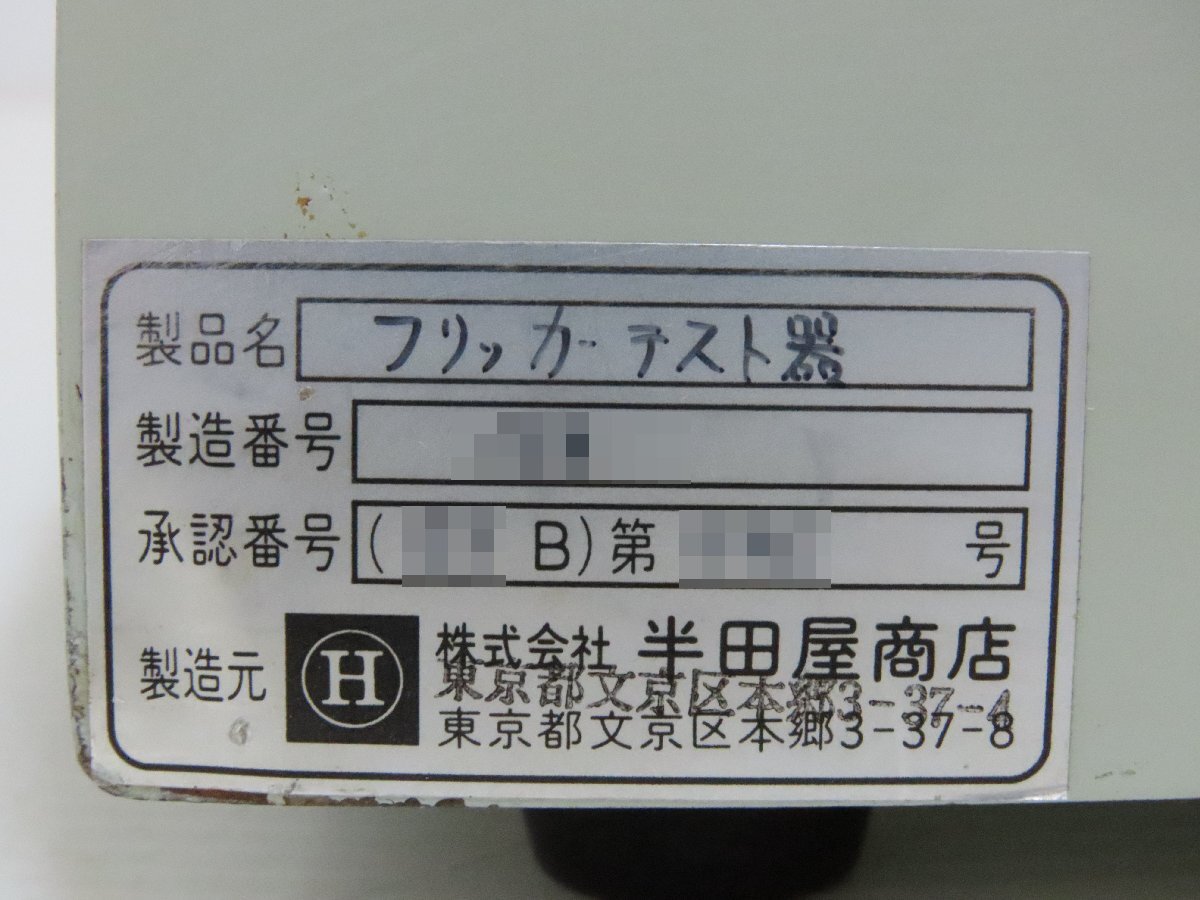 製品名 フリッカーテスト器
製造番号
承認番号 ( B)第 号
製造元 H 株式会社 半田屋商店
東京都文京区本郷3-37-4
東京都文京区本郷3-37-8